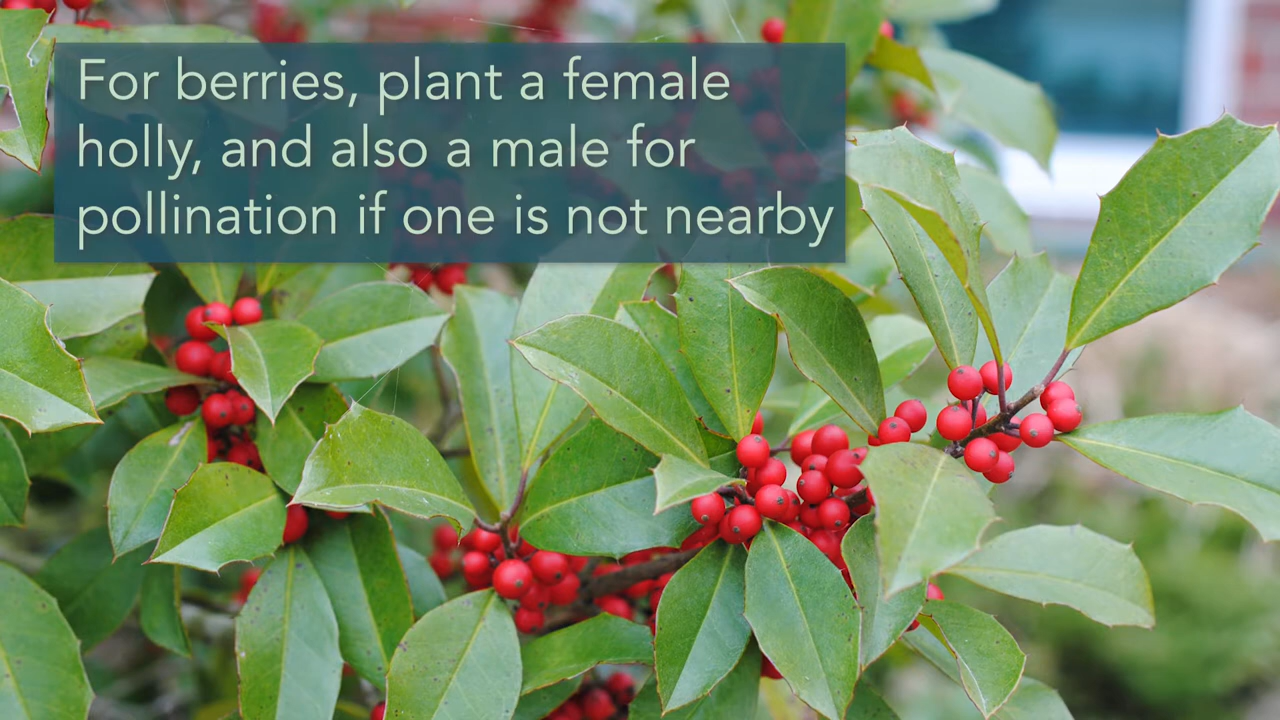 For berries, plant a female
holly, and also a male for
pollination if one is not nearby